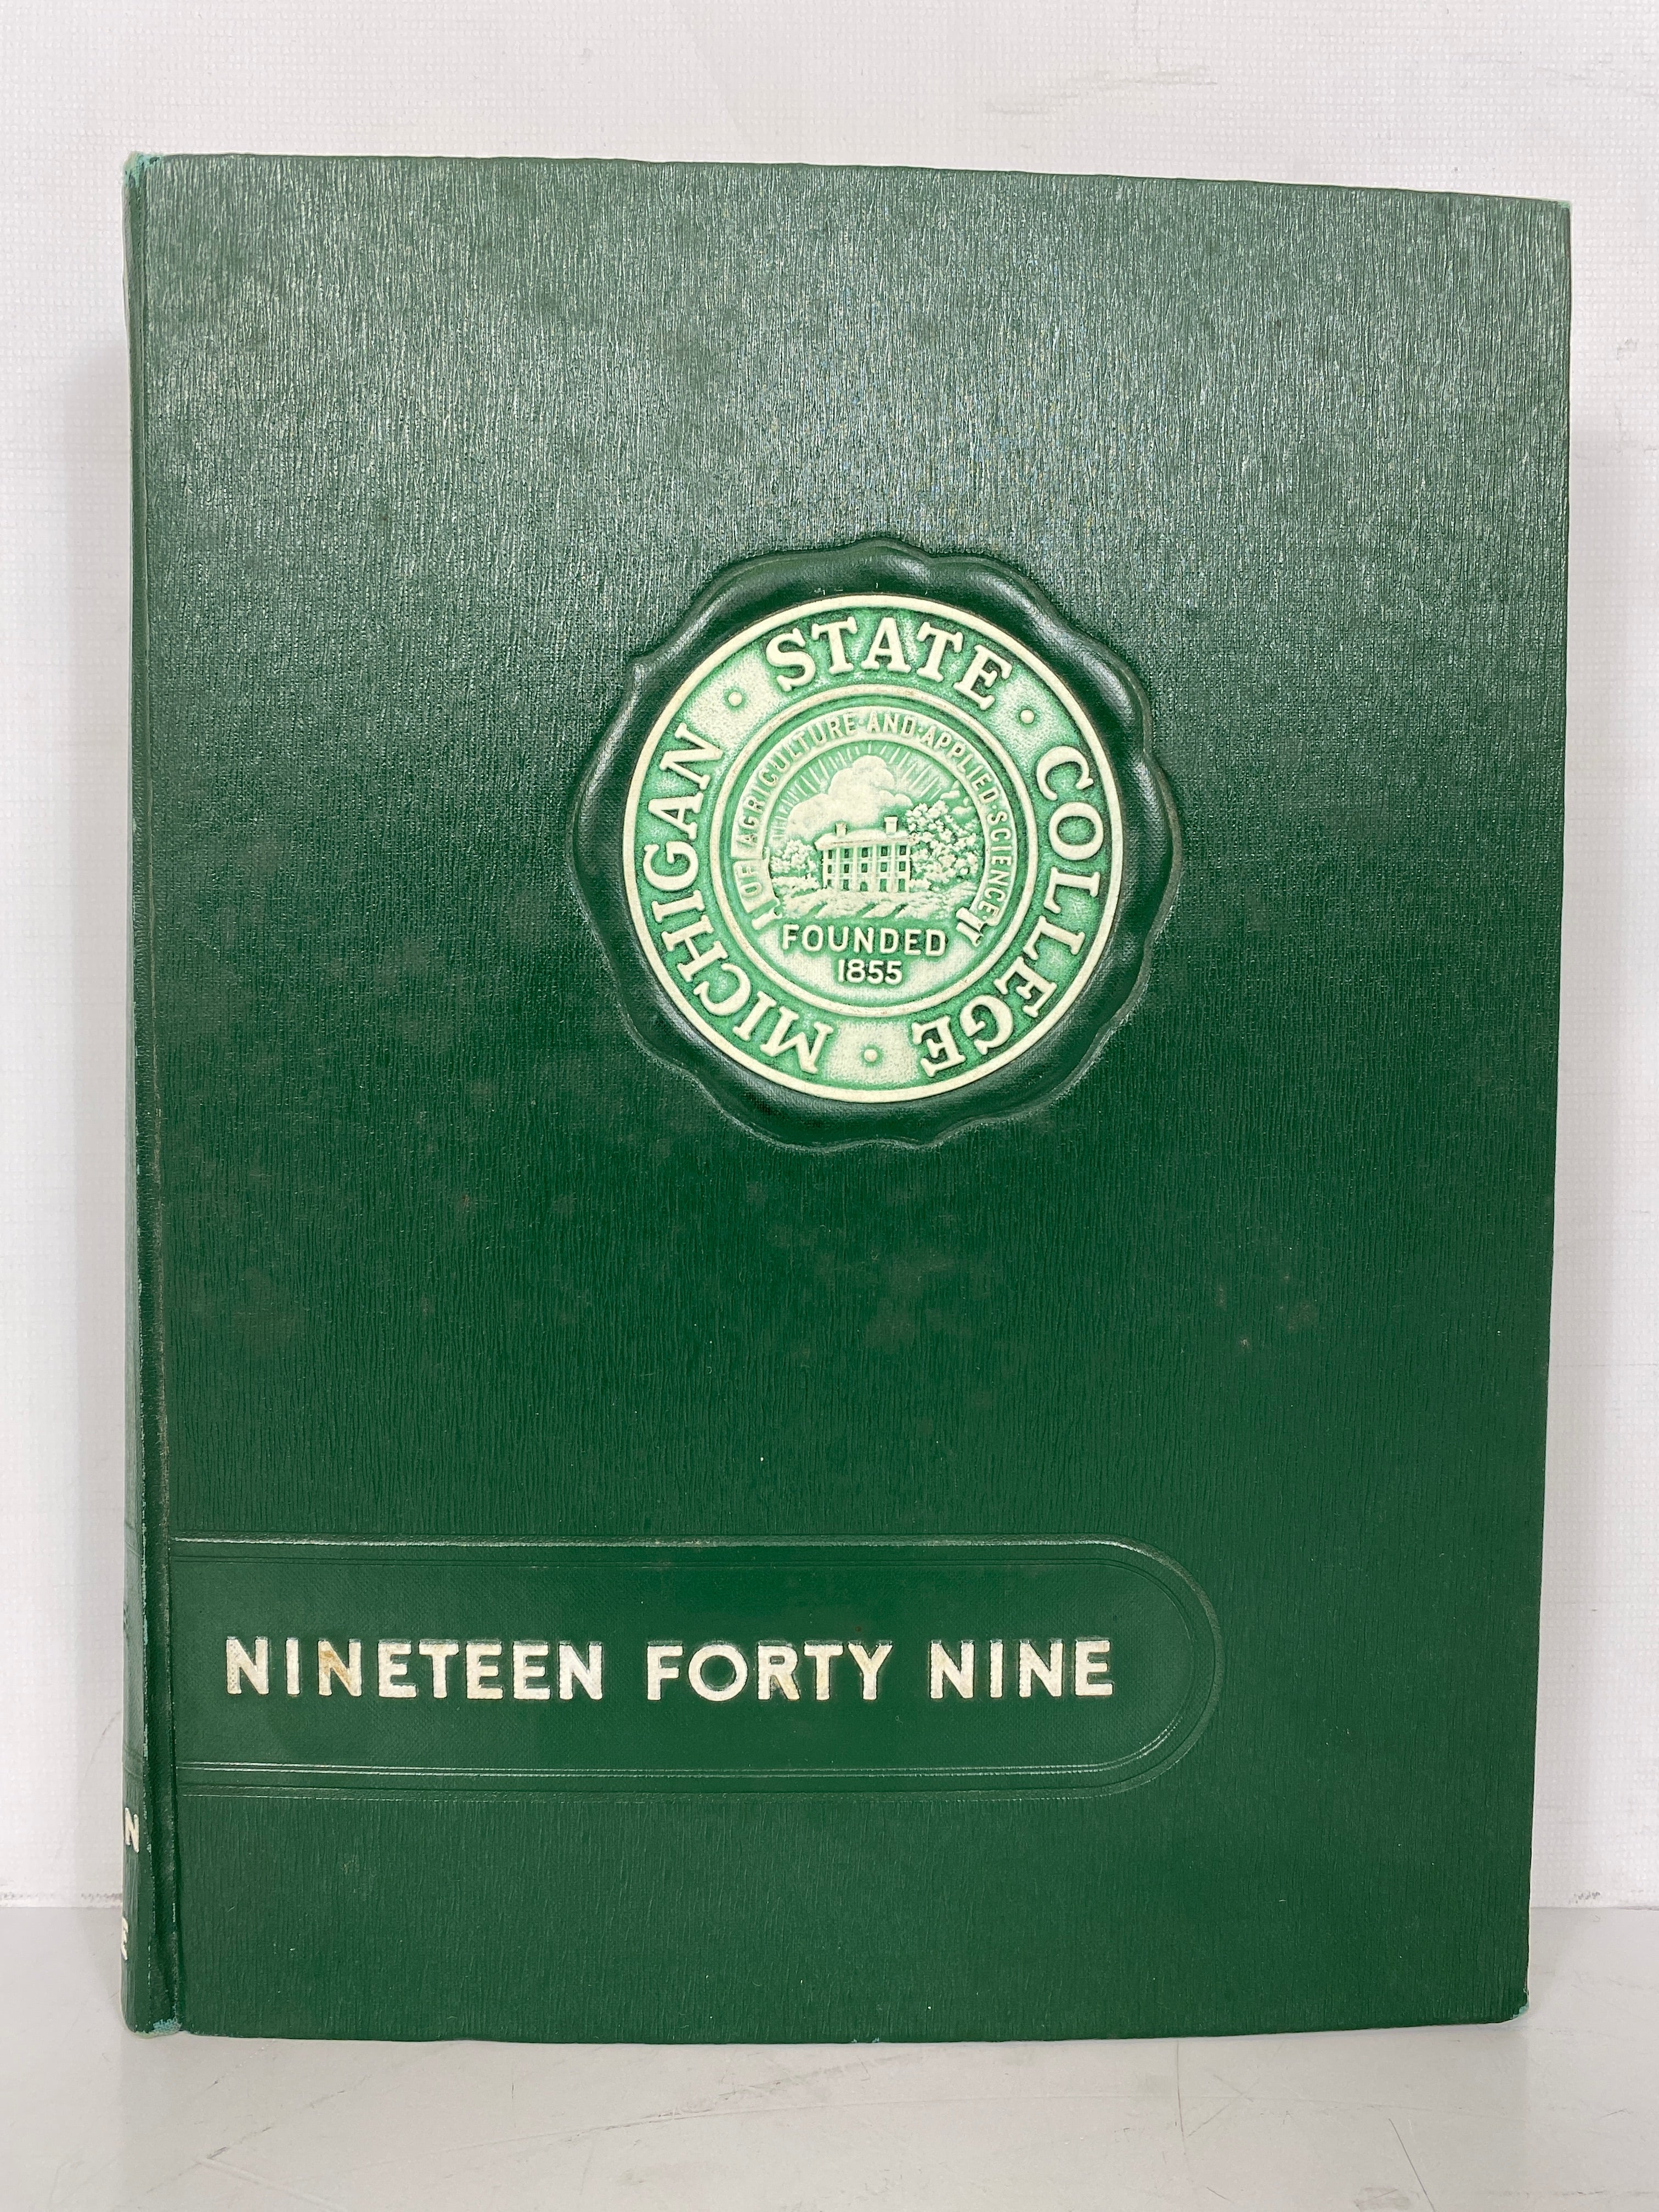 MICHIGAN · STATE · COLLEGE ·
OF·AGRICULTURE·AND·APPLIED·SCIENCE
FOUNDED
1855
NINETEEN FORTY NINE
N
E